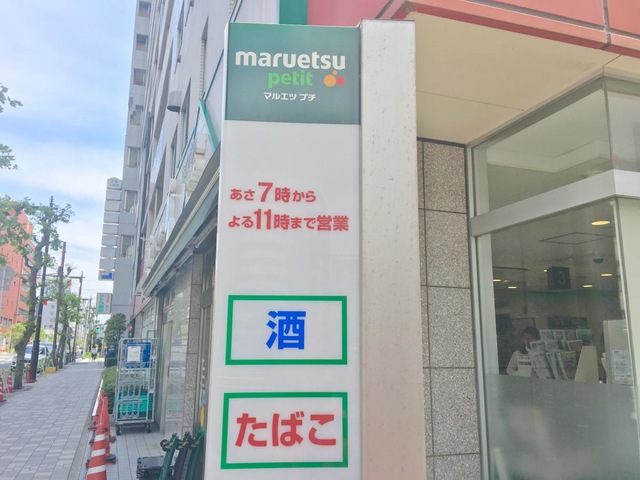 maruetsu
petit
マルエツ プチ
あさ7時から
よる11時まで営業
酒
たばこ